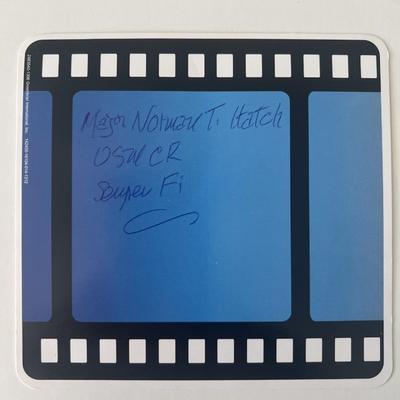 Major Norman T. Hatch
USMCR
Semper Fi